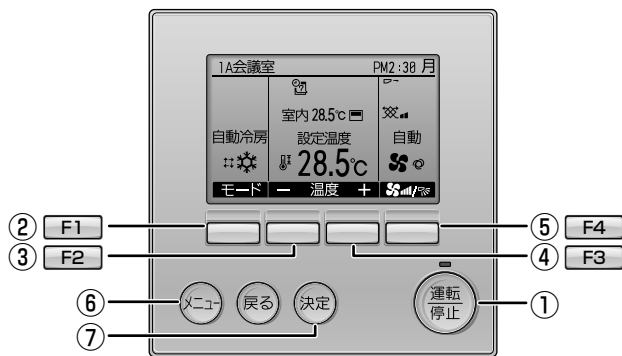 1A会議室 PM2:30 月
室内 28.5℃
自動冷房 設定温度 自動
28.5℃
モード － 温度 ＋
② F1
③ F2
⑤ F4
④ F3
⑥ メニュー 戻る 決定 運転 ①
停止
⑦